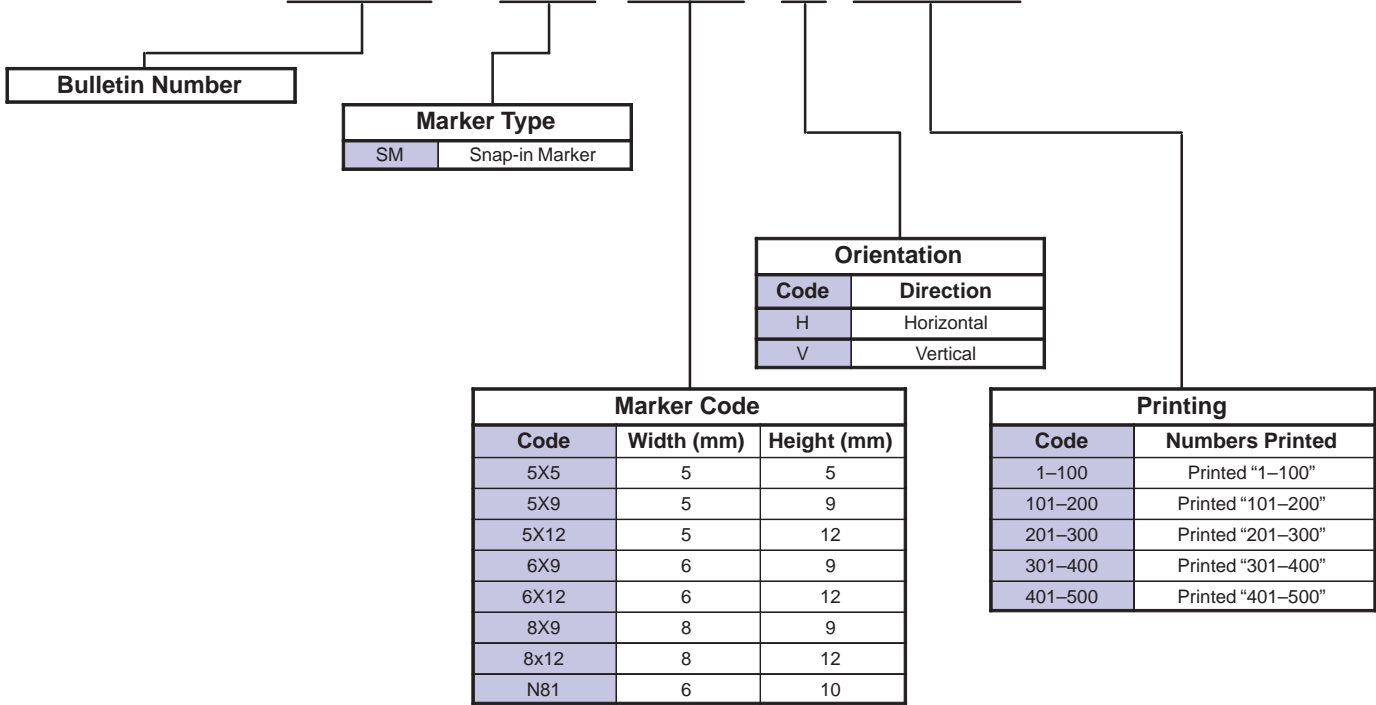 Bulletin Number
Marker Type
SM Snap-in Marker
Orientation
Code Direction
H Horizontal
V Vertical
Marker Code
Code Width (mm) Height (mm)
5X5 5 5
5X9 5 9
5X12 5 12
6X9 6 9
6X12 6 12
8X9 8 9
8x12 8 12
N81 6 10
Printing
Code Numbers Printed
1–100 Printed “1–100”
101–200 Printed “101–200”
201–300 Printed “201–300”
301–400 Printed “301–400”
401–500 Printed “401–500”